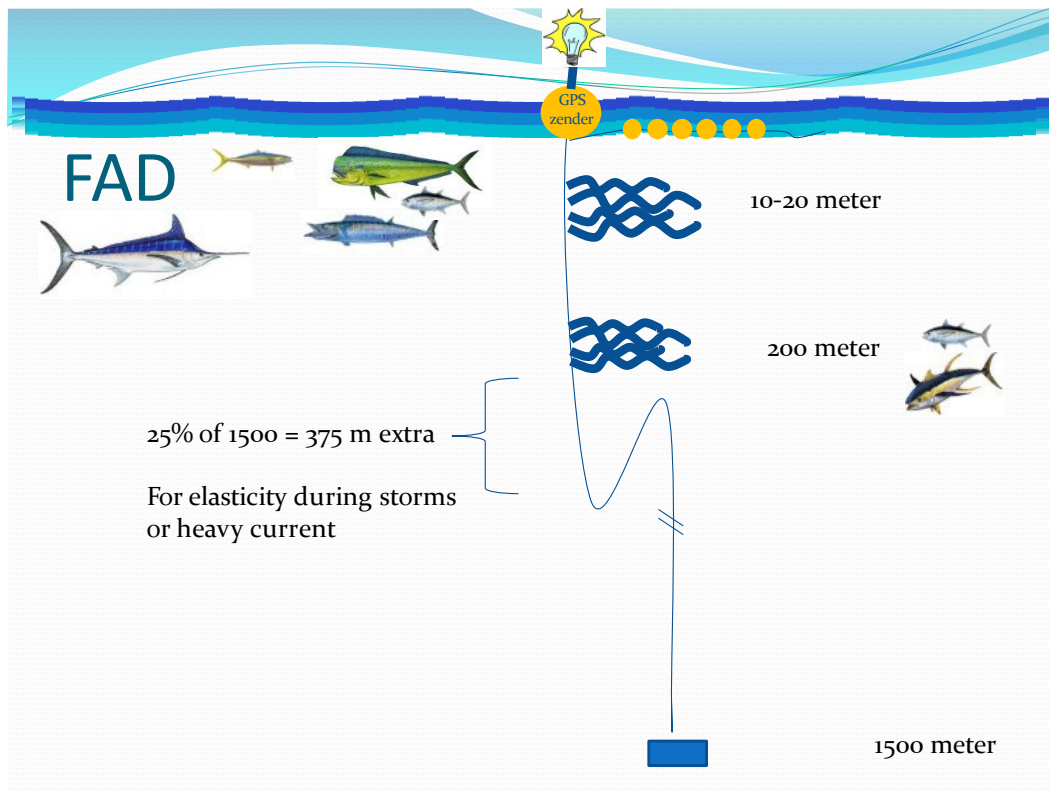 GPS
zender
FAD
10-20 meter
200 meter
25% of 1500 = 375 m extra
For elasticity during storms
or heavy current
1500 meter